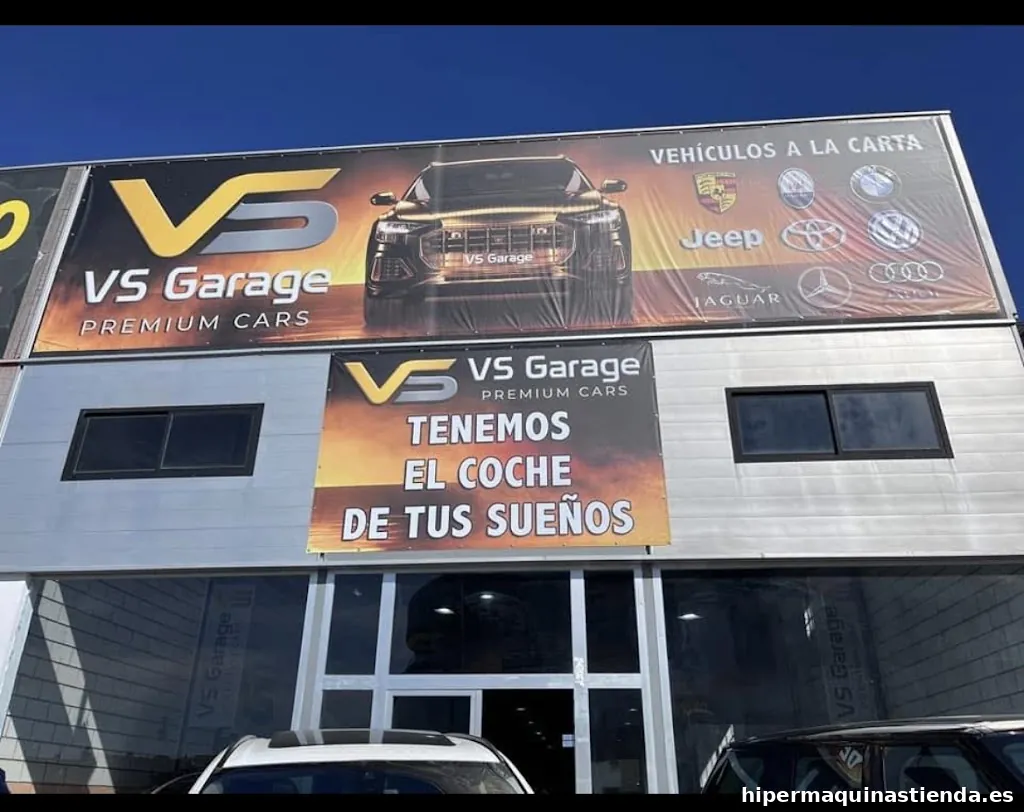 VEHÍCULOS A LA CARTA
VS
VS Garage
PREMIUM CARS
VS Garage
Jeep
JAGUAR
VS Garage
PREMIUM CARS
TENEMOS
EL COCHE
DE TUS SUEÑOS
VS Garage
VS Garage
hipermaquinastienda.es